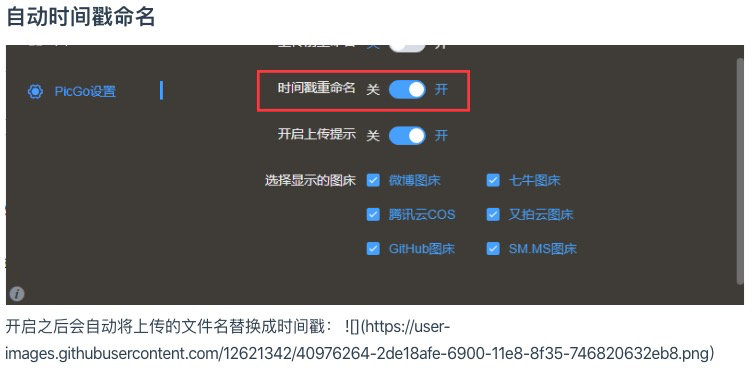 自动时间戳命名
PicGo设置
时间戳重命名 关 开
开启上传提示 关 开
选择显示的图床 微博图床 七牛图床
腾讯云COS 又拍云图床
GitHub图床 SM.MS图床
开启之后会自动将上传的文件名替换成时间戳： ![](https://user-
images.githubusercontent.com/12621342/40976264-2de18afe-6900-11e8-8f35-746820632eb8.png)